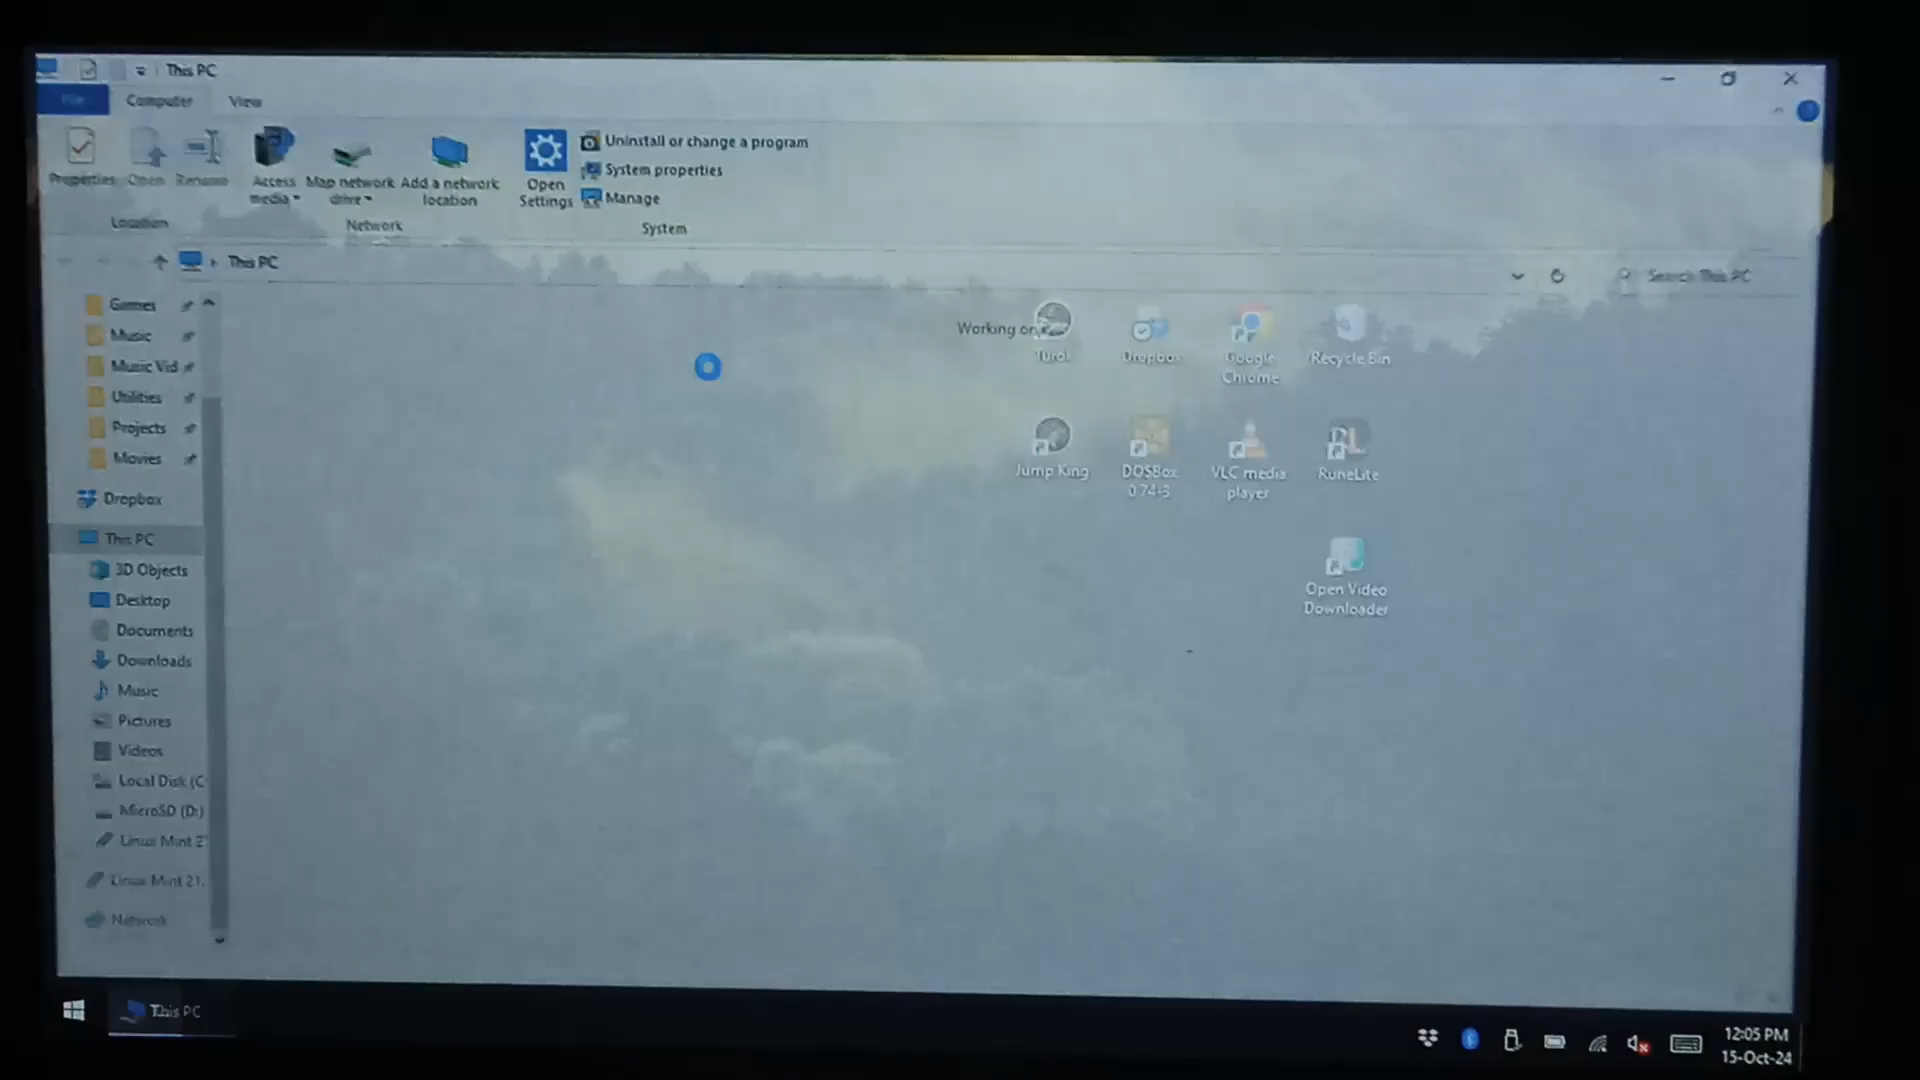 This PC
File
Computer
View
Properties
Open
Rename
Access
media
Map network
drive
Add a network
location
Open
Settings
Uninstall or change a program
System properties
Manage
Location
Network
System
This PC
Search This PC
Games
Music
Music Vid
Utilities
Projects
Movies
Dropbox
This PC
3D Objects
Desktop
Documents
Downloads
Music
Pictures
Videos
Local Disk (C
MicroSD (D:)
Linux Mint 2
Linux Mint 21.
Network
Working on
Turok
Dropbox
Google
Chrome
Recycle Bin
Jump King
DOSBox
0.74-3
VLC media
player
RuneLite
Open Video
Downloader
This PC
12:05 PM
15-Oct-24